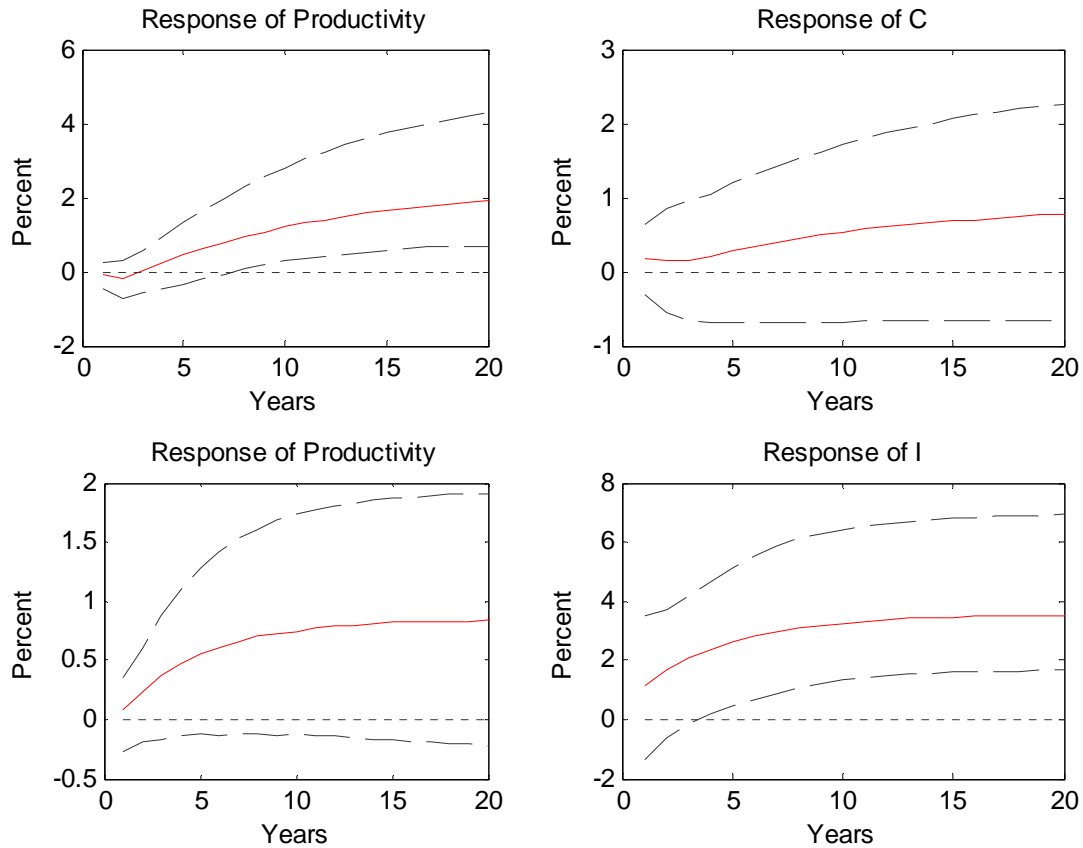 Response of Productivity
6
4
2
0
-2
Percent
0 5 10 15 20
Years
Response of C
3
2
1
0
-1
Percent
0 5 10 15 20
Years
Response of Productivity
2
1.5
1
0.5
0
-0.5
Percent
0 5 10 15 20
Years
Response of I
8
6
4
2
0
-2
Percent
0 5 10 15 20
Years